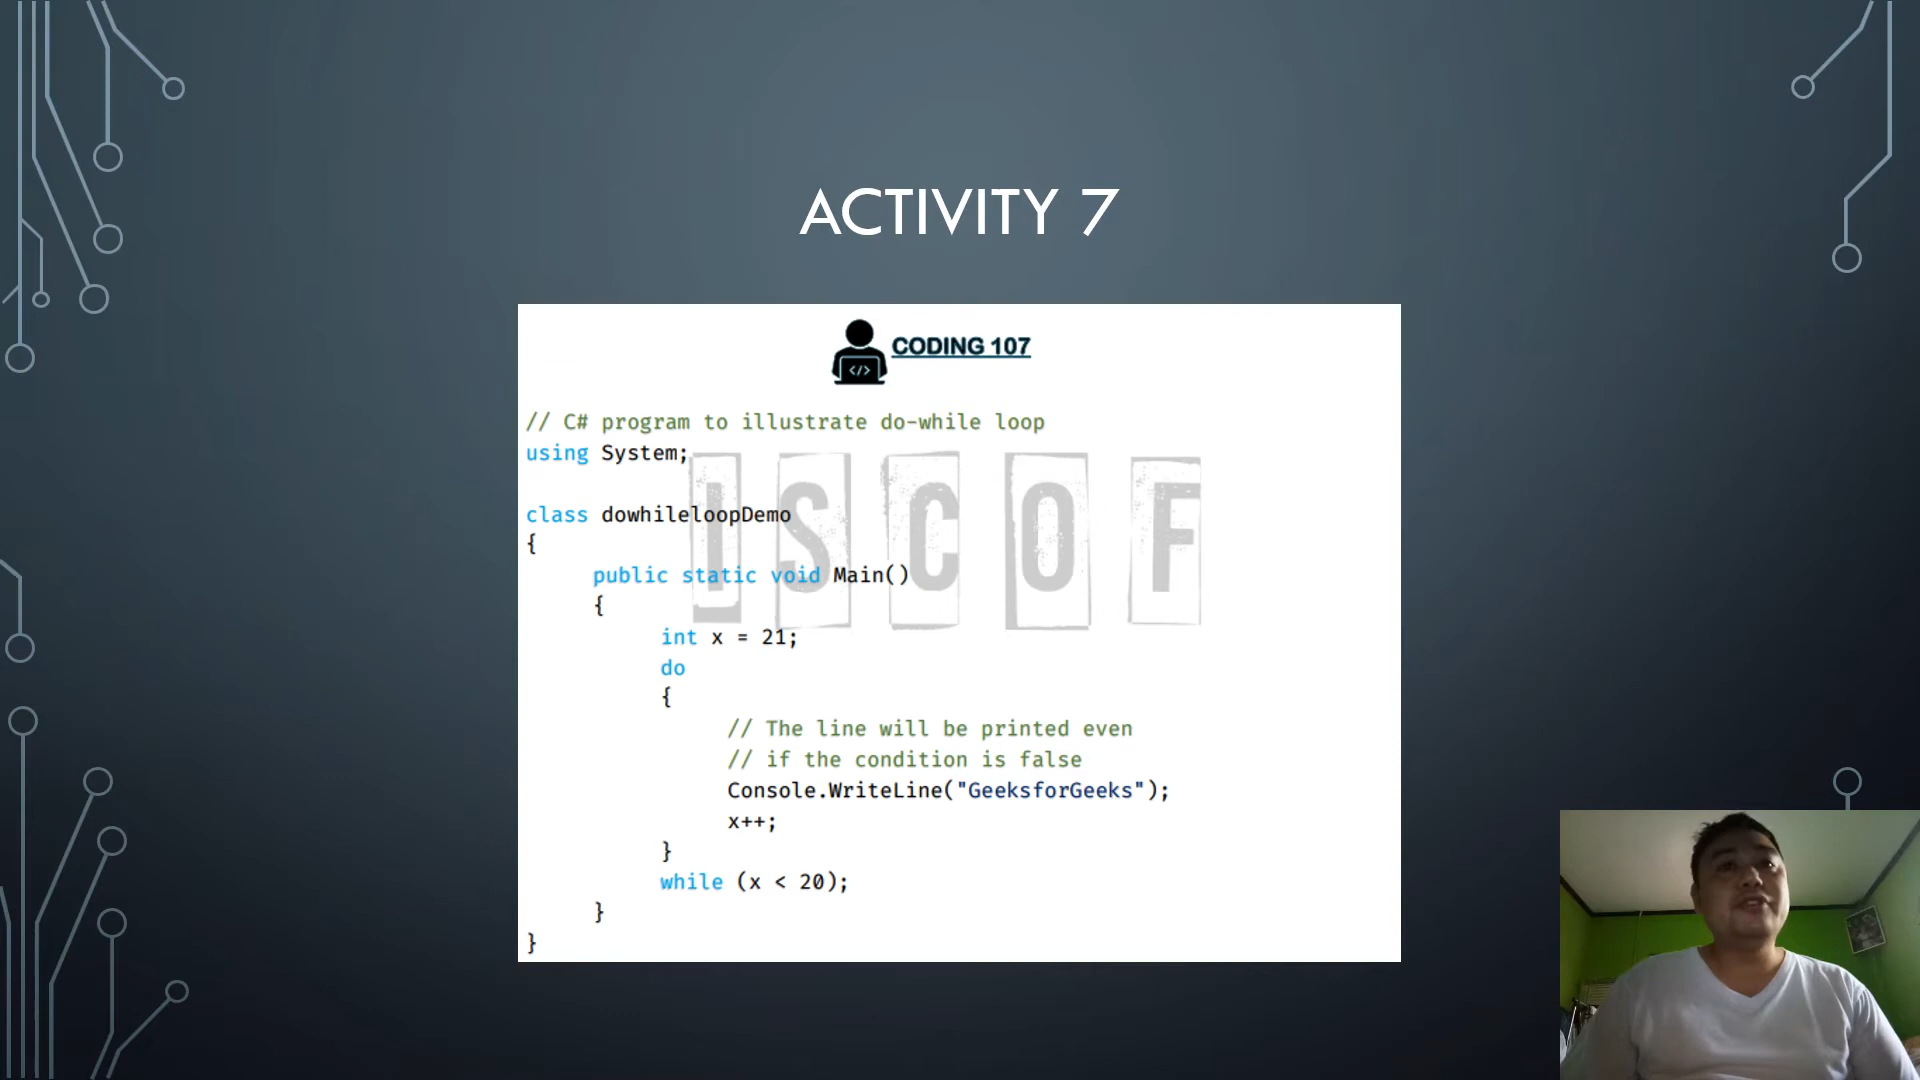 ACTIVITY 7
</> CODING 107
// C# program to illustrate do-while loop
using System;
ISCOF
class dowhileloopDemo
{
public static void Main()
{
int x = 21;
do
{
// The line will be printed even
// if the condition is false
Console.WriteLine("GeeksforGeeks");
x++;
}
while (x < 20);
}
}